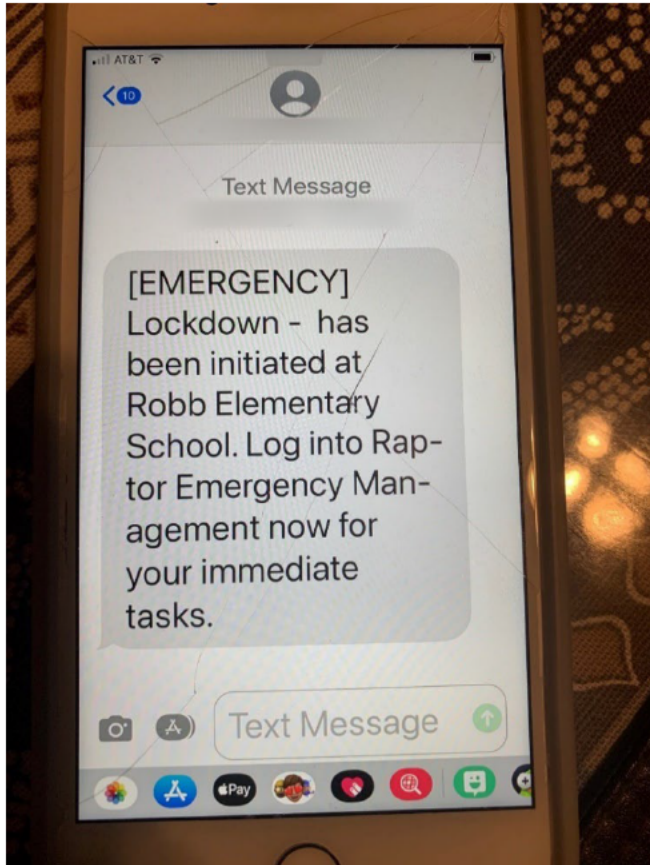 AT&T
10
Text Message
[EMERGENCY]
Lockdown - has
been initiated at
Robb Elementary
School. Log into Rap-
tor Emergency Man-
agement now for
your immediate
tasks.
Text Message
Pay